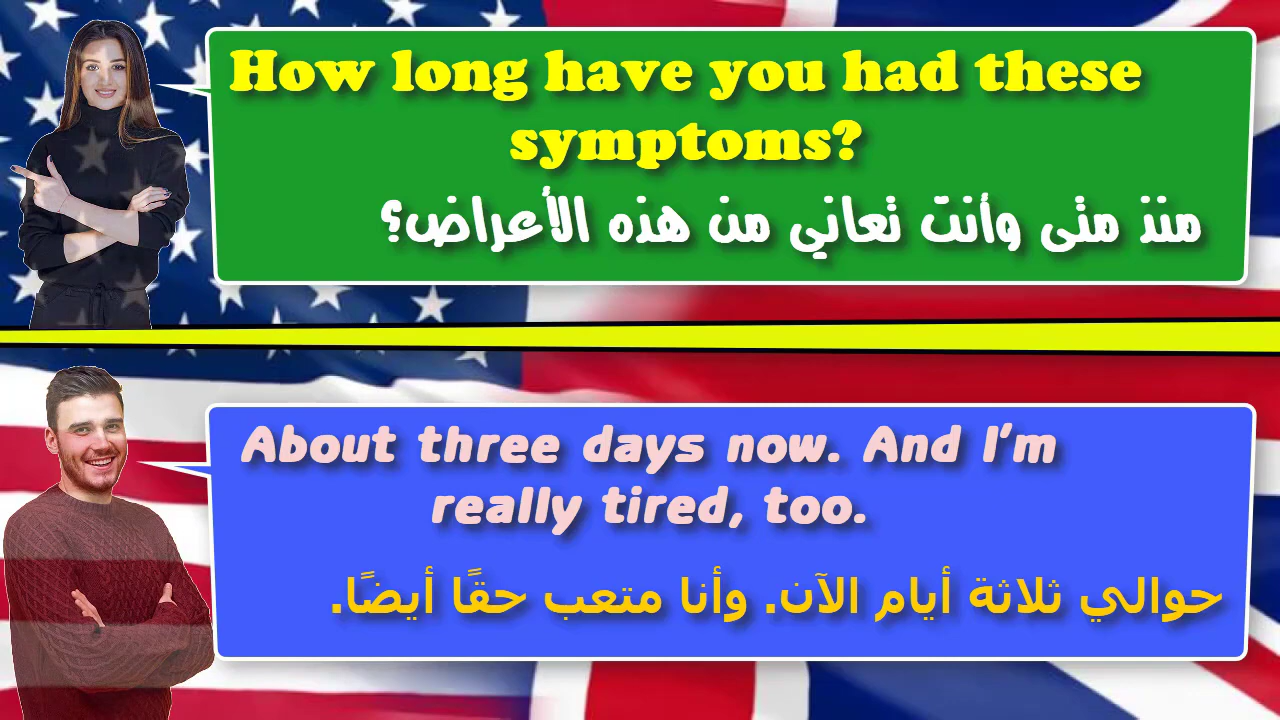 How long have you had these
symptoms?
منذ متى وأنت تعاني من هذه الأعراض؟
About three days now. And I'm
really tired, too.
حوالي ثلاثة أيام الآن. وأنا متعب حقًا أيضًا.